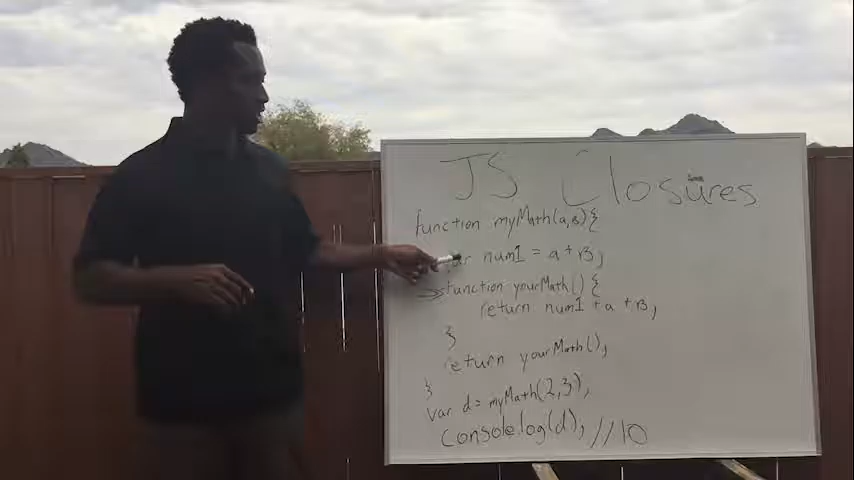 JS Closures
function myMath(a,B){
var num1 = a+B;
function yourMath(){
return num1 + a + B;
}
return yourMath();
}
var d = myMath(2,3);
console.log(d); //10